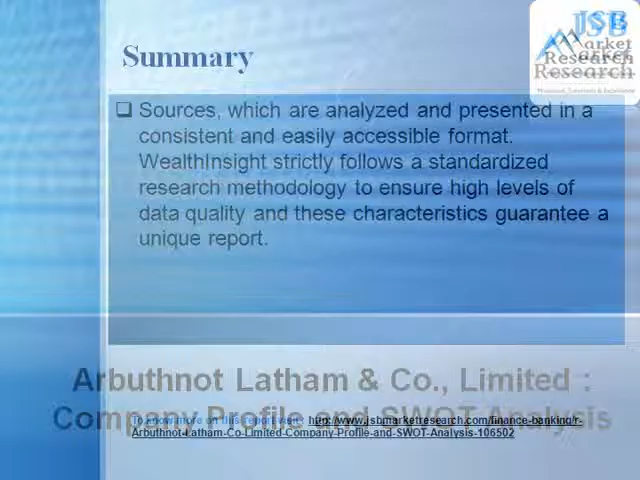 JSB
Market
Research
Research
Summary
❑ Sources, which are analyzed and presented in a
consistent and easily accessible format.
WealthInsight strictly follows a standardized
research methodology to ensure high levels of
data quality and these characteristics guarantee a
unique report.
Arbuthnot Latham & Co., Limited :
Company Profile and SWOT Analysis
To know more on this report visit : http://www.jsbmarketresearch.com/finance-banking/r-
Arbuthnot-Latham-Co-Limited-Company-Profile-and-SWOT-Analysis-106502